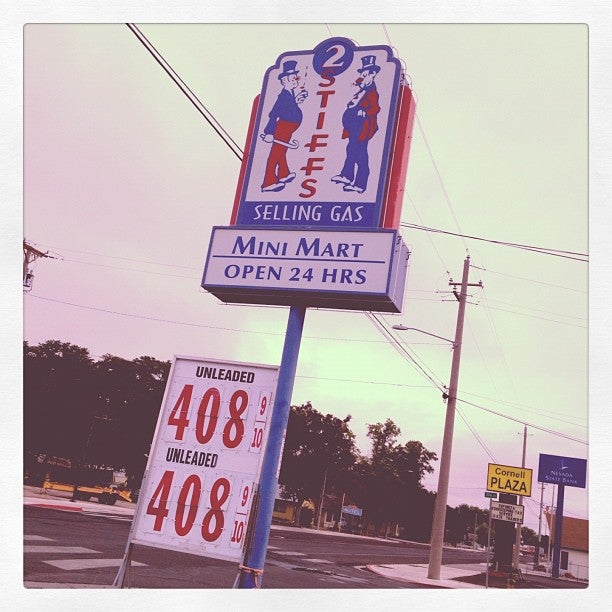 2
STIFFS
SELLING GAS
MINI MART
OPEN 24 HRS
UNLEADED
408 9/10
UNLEADED
408 9/10
Cornell
PLAZA
NEVADA
STATE BANK